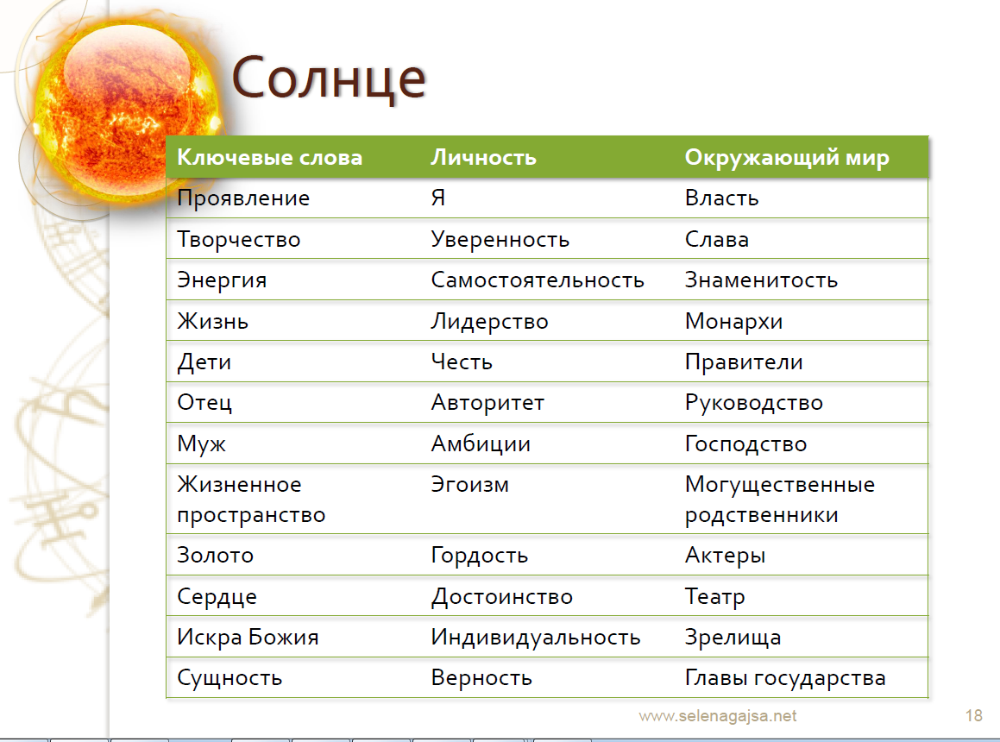 Солнце
Ключевые слова Личность Окружающий мир
Проявление Я Власть
Творчество Уверенность Слава
Энергия Самостоятельность Знаменитость
Жизнь Лидерство Монархи
Дети Честь Правители
Отец Авторитет Руководство
Муж Амбиции Господство
Жизненное Эгоизм Могущественные
пространство родственники
Золото Гордость Актеры
Сердце Достоинство Театр
Искра Божия Индивидуальность Зрелища
Сущность Верность Главы государства
www.selenagajsa.net 18